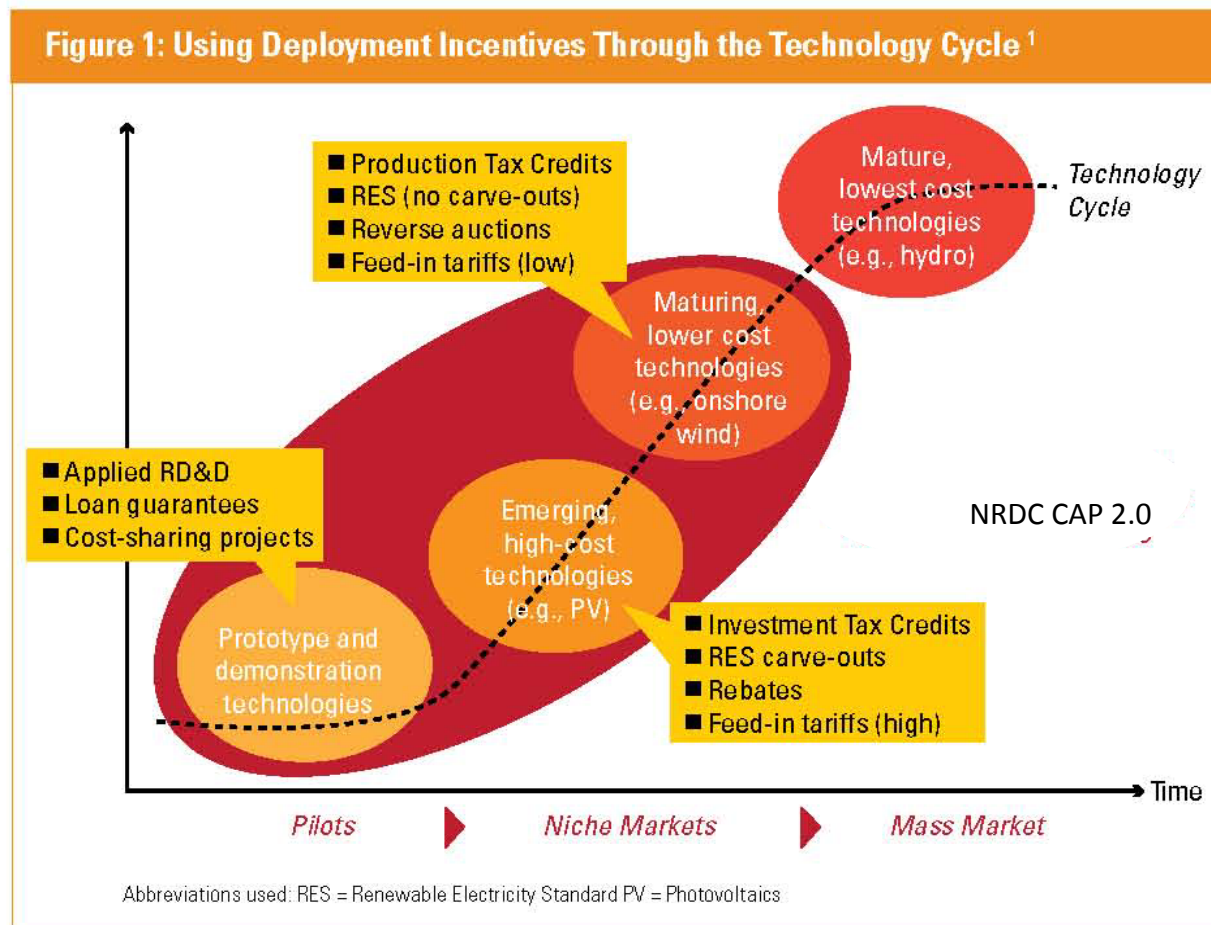 Figure 1: Using Deployment Incentives Through the Technology Cycle 1
■ Production Tax Credits
■ RES (no carve-outs)
■ Reverse auctions
■ Feed-in tariffs (low)
Mature,
lowest cost
technologies
(e.g., hydro)
Technology
Cycle
Maturing,
lower cost
technologies
(e.g., onshore
wind)
■ Applied RD&D
■ Loan guarantees
■ Cost-sharing projects
Emerging,
high-cost
technologies
(e.g., PV)
NRDC CAP 2.0
■ Investment Tax Credits
■ RES carve-outs
■ Rebates
■ Feed-in tariffs (high)
Prototype and
demonstration
technologies
Time
Pilots
Niche Markets
Mass Market
Abbreviations used: RES = Renewable Electricity Standard PV = Photovoltaics